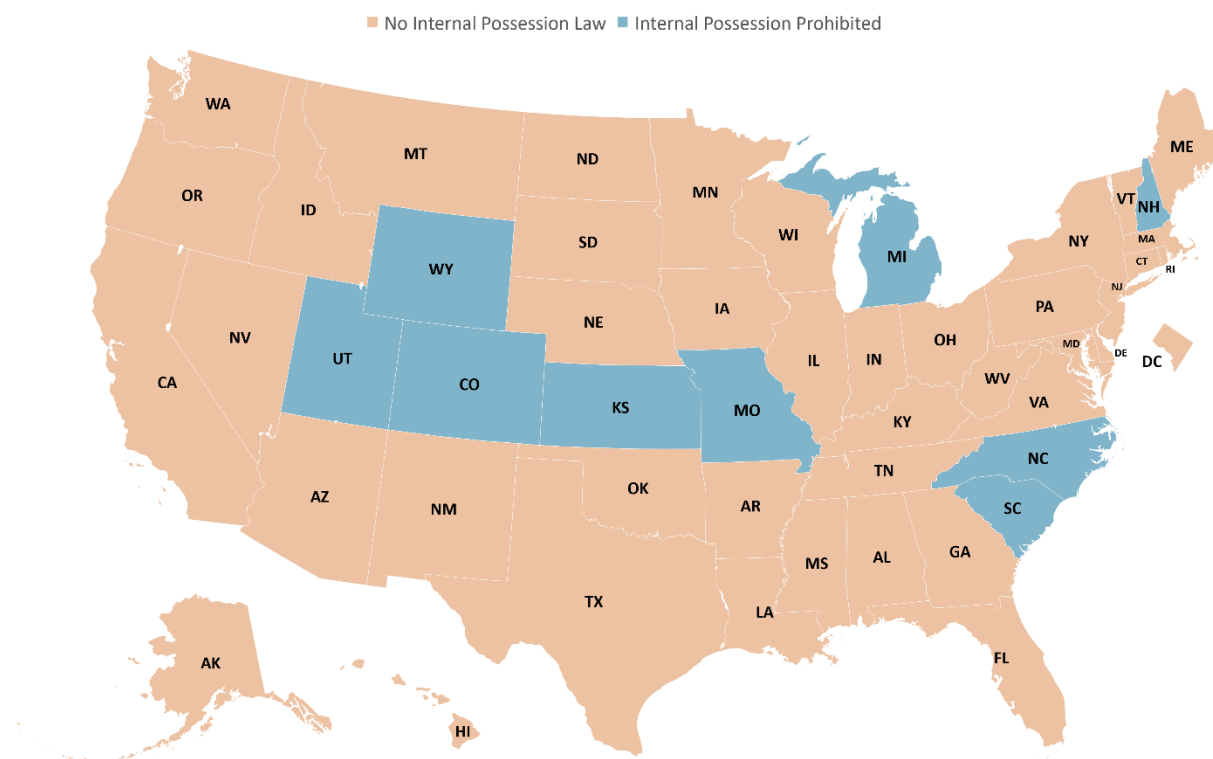 No Internal Possession Law Internal Possession Prohibited
WA
MT
ND
MN
ME
OR
ID
SD
WI
MI
NY
VT
NH
MA
CT
RI
WY
NE
IA
PA
NJ
NV
UT
CO
KS
MO
IL
IN
OH
MD
DE
DC
WV
VA
CA
KY
NC
TN
SC
AZ
NM
OK
AR
MS
AL
GA
TX
LA
FL
AK
HI